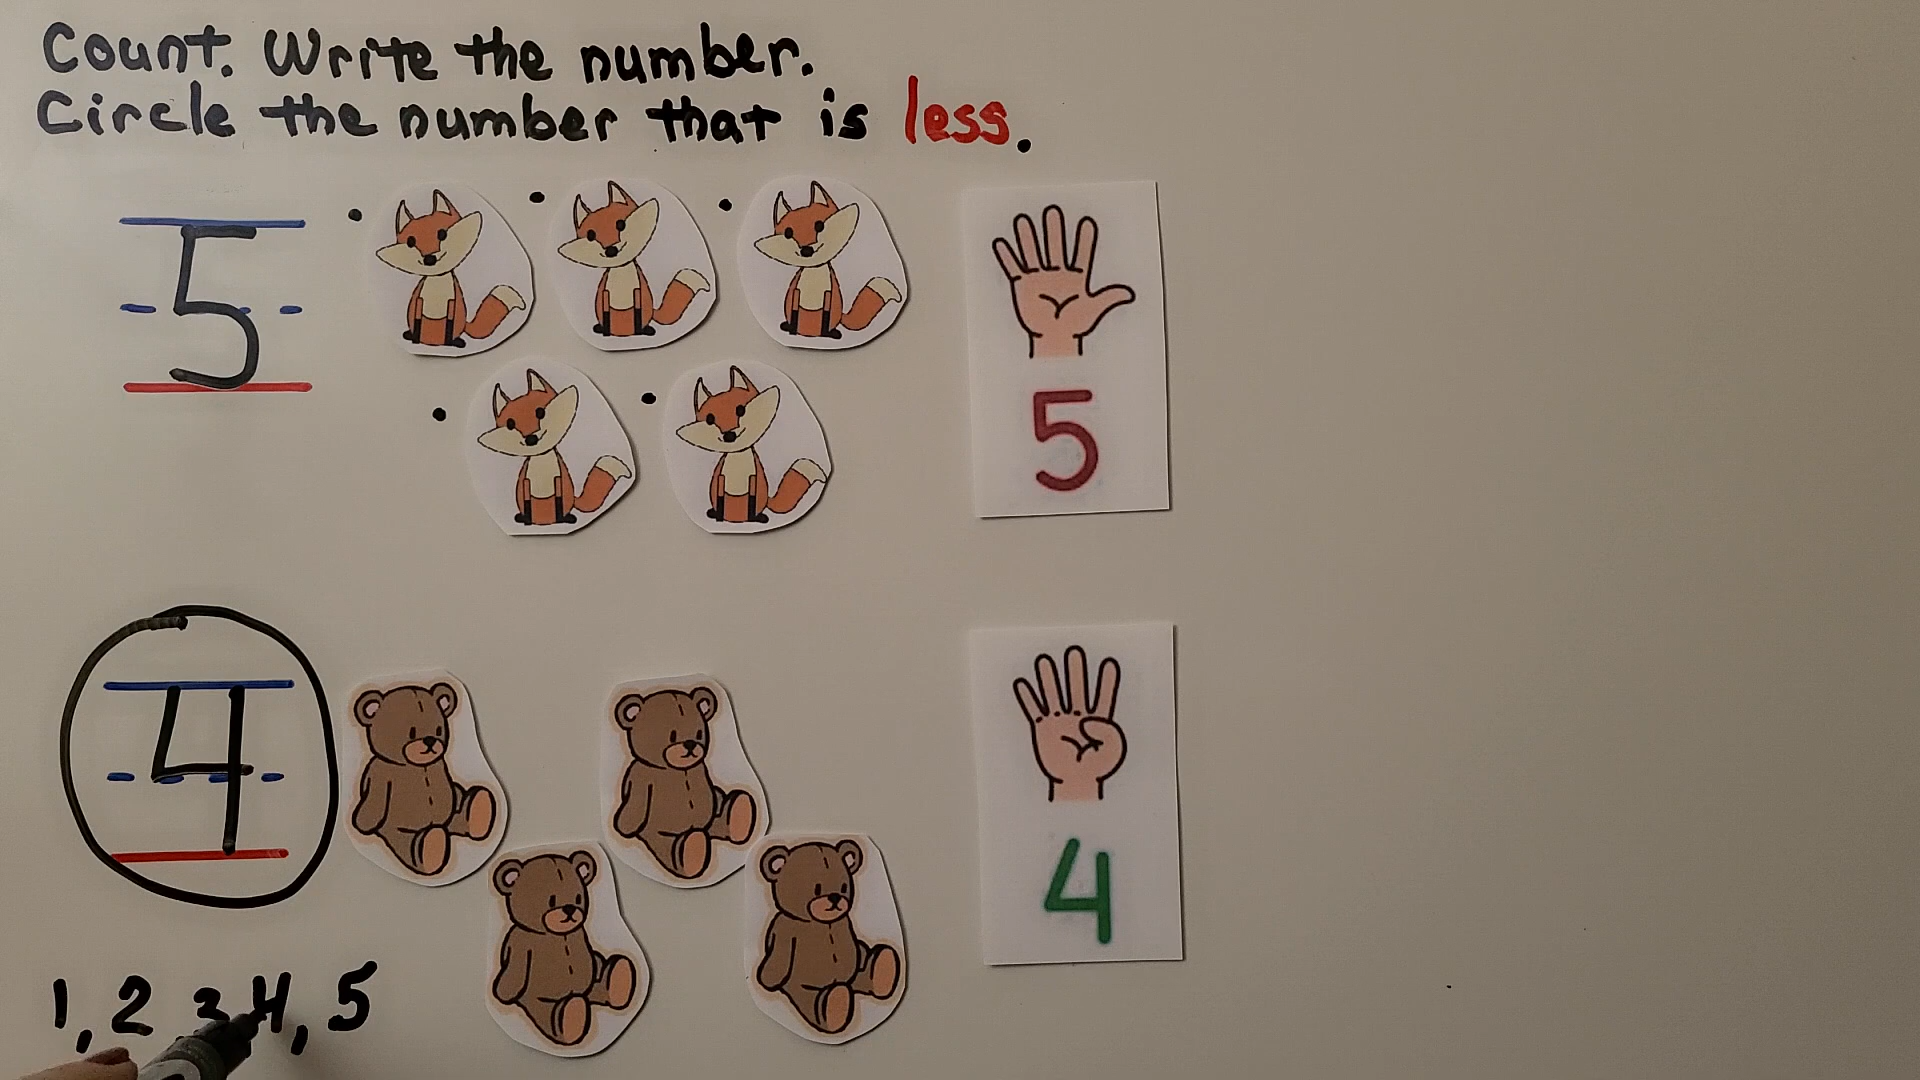 Count. Write the number.
Circle the number that is less.
5
5
4
4
1, 2 3 4, 5